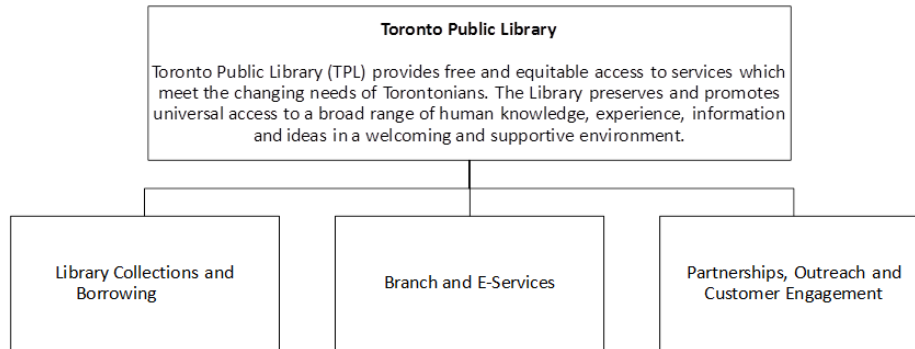 Toronto Public Library
Toronto Public Library (TPL) provides free and equitable access to services which
meet the changing needs of Torontonians. The Library preserves and promotes
universal access to a broad range of human knowledge, experience, information
and ideas in a welcoming and supportive environment.
Library Collections and
Borrowing
Branch and E-Services
Partnerships, Outreach and
Customer Engagement